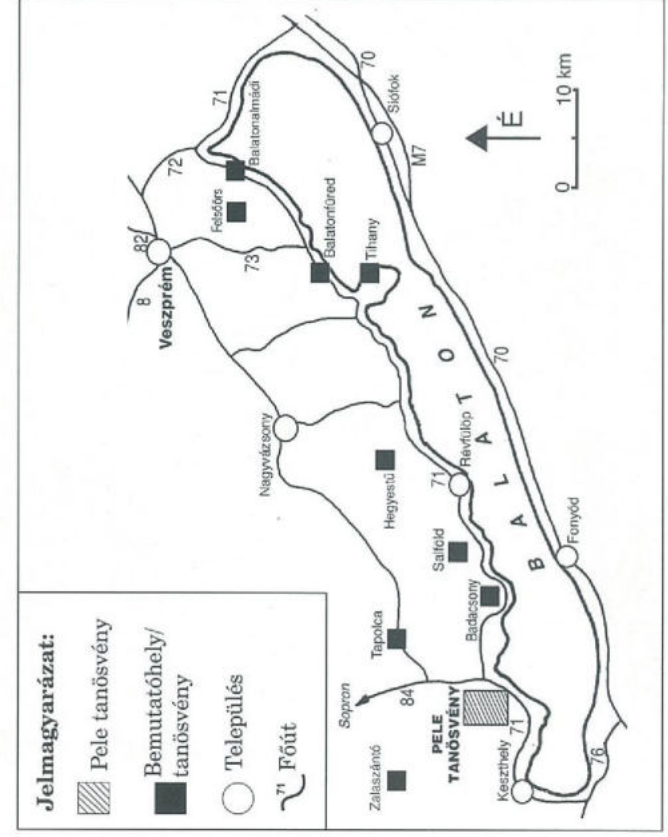 Jelmagyarázat:
Pele tanösvény
Bemutatóhely/
tanösvény
Település
71 Főút
8
82
72
71
Veszprém
Felsőörs
Balatonalmádi
73
Balatonfüred
Tihany
70
Siófok
M7
É
0 10 km
Nagyvázsony
Hegyestű
71
Révfülöp
BALATON
70
Salföld
Tapolca
Badacsony
Fonyód
Sopron
84
PELE
TANÖSVÉNY
71
Zalaszántó
Keszthely
76